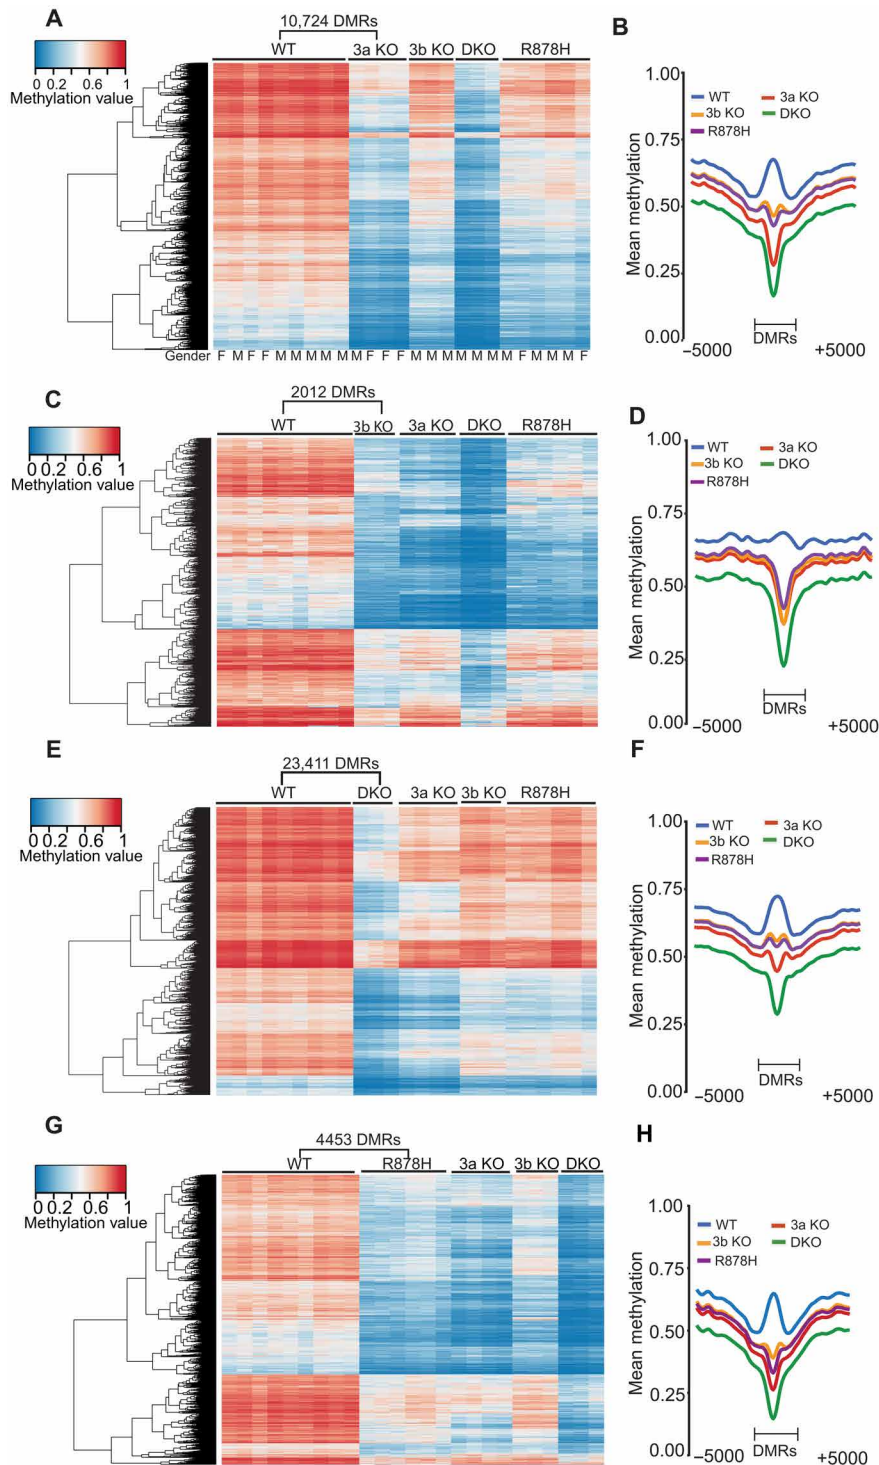 A
10,724 DMRs
WT 3a KO 3b KO DKO R878H
0 0.2 0.6 1
Methylation value
Gender F M F F M M M M M M F F F M M M M M M M F M M M F
B
1.00
0.75
0.50
0.25
0.00
Mean methylation
WT 3a KO
3b KO DKO
R878H
DMRs
−5000 +5000
C
2012 DMRs
WT 3b KO 3a KO DKO R878H
0 0.2 0.6 1
Methylation value
D
1.00
0.75
0.50
0.25
0.00
Mean methylation
WT 3a KO
3b KO DKO
R878H
DMRs
−5000 +5000
E
23,411 DMRs
WT DKO 3a KO 3b KO R878H
0 0.2 0.6 1
Methylation value
F
1.00
0.75
0.50
0.25
0.00
Mean methylation
WT 3a KO
3b KO DKO
R878H
DMRs
−5000 +5000
G
4453 DMRs
WT R878H 3a KO 3b KO DKO
0 0.2 0.6 1
Methylation value
H
1.00
0.75
0.50
0.25
0.00
Mean methylation
WT 3a KO
3b KO DKO
R878H
DMRs
−5000 +5000